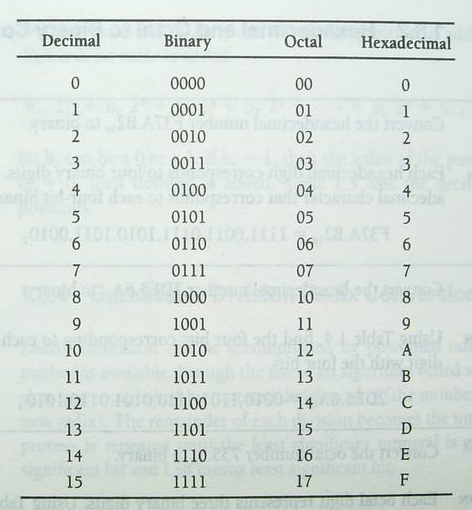 Decimal Binary Octal Hexadecimal
0 0000 00 0
1 0001 01 1
2 0010 02 2
3 0011 03 3
4 0100 04 4
5 0101 05 5
6 0110 06 6
7 0111 07 7
8 1000 10 8
9 1001 11 9
10 1010 12 A
11 1011 13 B
12 1100 14 C
13 1101 15 D
14 1110 16 E
15 1111 17 F